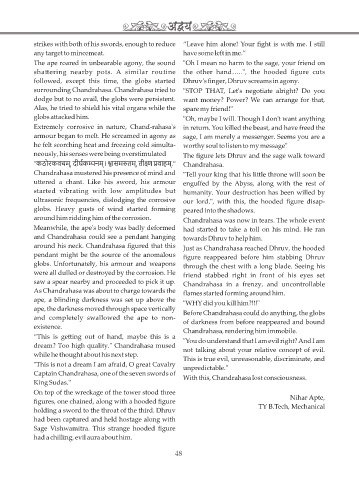 अद्वय
strikes with both of his swords, enough to reduce
any target to mincemeat.
The ape roared in unbearable agony, the sound
shattering nearby pots. A similar routine
followed, except this time, the globs started
surrounding Chandrahasa. Chandrahasa tried to
dodge but to no avail, the globs were persistent.
Alas, he tried to shield his vital organs while the
globs attacked him.
Extremely corrosive in nature, Chand-rahasa's
armour began to melt. He screamed in agony as
he felt scorching heat and freezing cold simulta-
neously, his senses were being overstimulated
Chandrahasa mustered his presence of mind and
uttered a chant. Like his sword, his armour
started vibrating with low amplitudes but
ultrasonic frequencies, dislodging the corrosive
globs. Heavy gusts of wind started forming
around him ridding him of the corrosion.
Meanwhile, the ape's body was badly deformed
and Chandrahasa could see a pendant hanging
around his neck. Chandrahasa figured that this
pendant might be the source of the anomalous
globs. Unfortunately, his armour and weapons
were all dulled or destroyed by the corrosion. He
saw a spear nearby and proceeded to pick it up.
As Chandrahasa was about to charge towards the
ape, a blinding darkness was set up above the
ape, the darkness moved through space vertically
and completely swallowed the ape to non-
existence.
"This is getting out of hand, maybe this is a
dream? Too high quality." Chandrahasa mused
while he thought about his next step.
"This is not a dream I am afraid, O great Cavalry
Captain Chandrahasa, one of the seven swords of
King Sudas."
On top of the wreckage of the tower stood three
figures, one chained, along with a hooded figure
holding a sword to the throat of the third. Dhruv
had been captured and held hostage along with
Sage Vishwamitra. This strange hooded figure
had a chilling, evil aura about him.
"Leave him alone! Your fight is with me. I still
have some left in me."
"Oh I mean no harm to the sage, your friend on
the other hand.....", the hooded figure cuts
Dhruv's finger, Dhruv screams in agony.
"STOP THAT, Let's negotiate alright? Do you
want money? Power? We can arrange for that,
spare my friend!"
"Oh, maybe I will. Though I don't want anything
in return. You killed the beast, and have freed the
sage, I am merely a messenger. Seems you are a
worthy soul to listen to my message"
The figure lets Dhruv and the sage walk toward
Chandrahasa.
"Tell your king that his little throne will soon be
engulfed by the Abyss, along with the rest of
humanity. Your destruction has been willed by
our lord.", with this, the hooded figure disap-
peared into the shadows.
Chandrahasa was now in tears. The whole event
had started to take a toll on his mind. He ran
towards Dhruv to help him.
Just as Chandrahasa reached Dhruv, the hooded
figure reappeared before him stabbing Dhruv
through the chest with a long blade. Seeing his
friend stabbed right in front of his eyes set
Chandrahasa in a frenzy, and uncontrollable
flames started forming around him.
"WHY did you kill him?!!!"
Before Chandrahasa could do anything, the globs
of darkness from before reappeared and bound
Chandrahasa, rendering him immobile.
"You do understand that I am evil right? And I am
not talking about your relative concept of evil.
This is true evil, unreasonable, discriminate, and
unpredictable."
With this, Chandrahasa lost consciousness.
Nihar Apte,
TY B.Tech, Mechanical
48